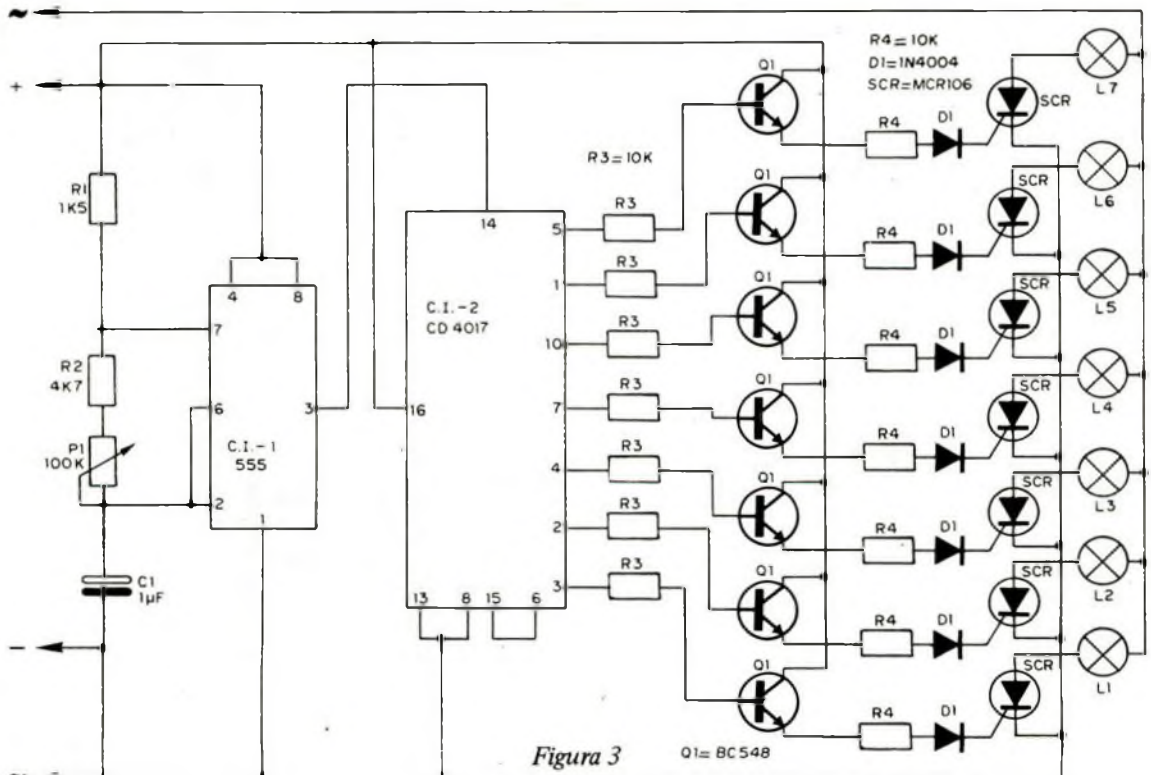 ~
+
R1
1K5
R2
4K7
P1
100K
C1
1µF
−
4 8
7
6
3
2
1
C.I.-1
555
14
C.I.-2
CD 4017
16
5
1
10
7
4
2
3
13 8 15 6
R3=10K
R3
R3
R3
R3
R3
R3
R3
Q1
Q1
Q1
Q1
Q1
Q1
Q1
Q1=BC548
R4=10K
D1=1N4004
SCR=MCR106
R4 D1 SCR L7
R4 D1 SCR L6
R4 D1 SCR L5
R4 D1 SCR L4
R4 D1 SCR L3
R4 D1 SCR L2
R4 D1 SCR L1
Figura 3